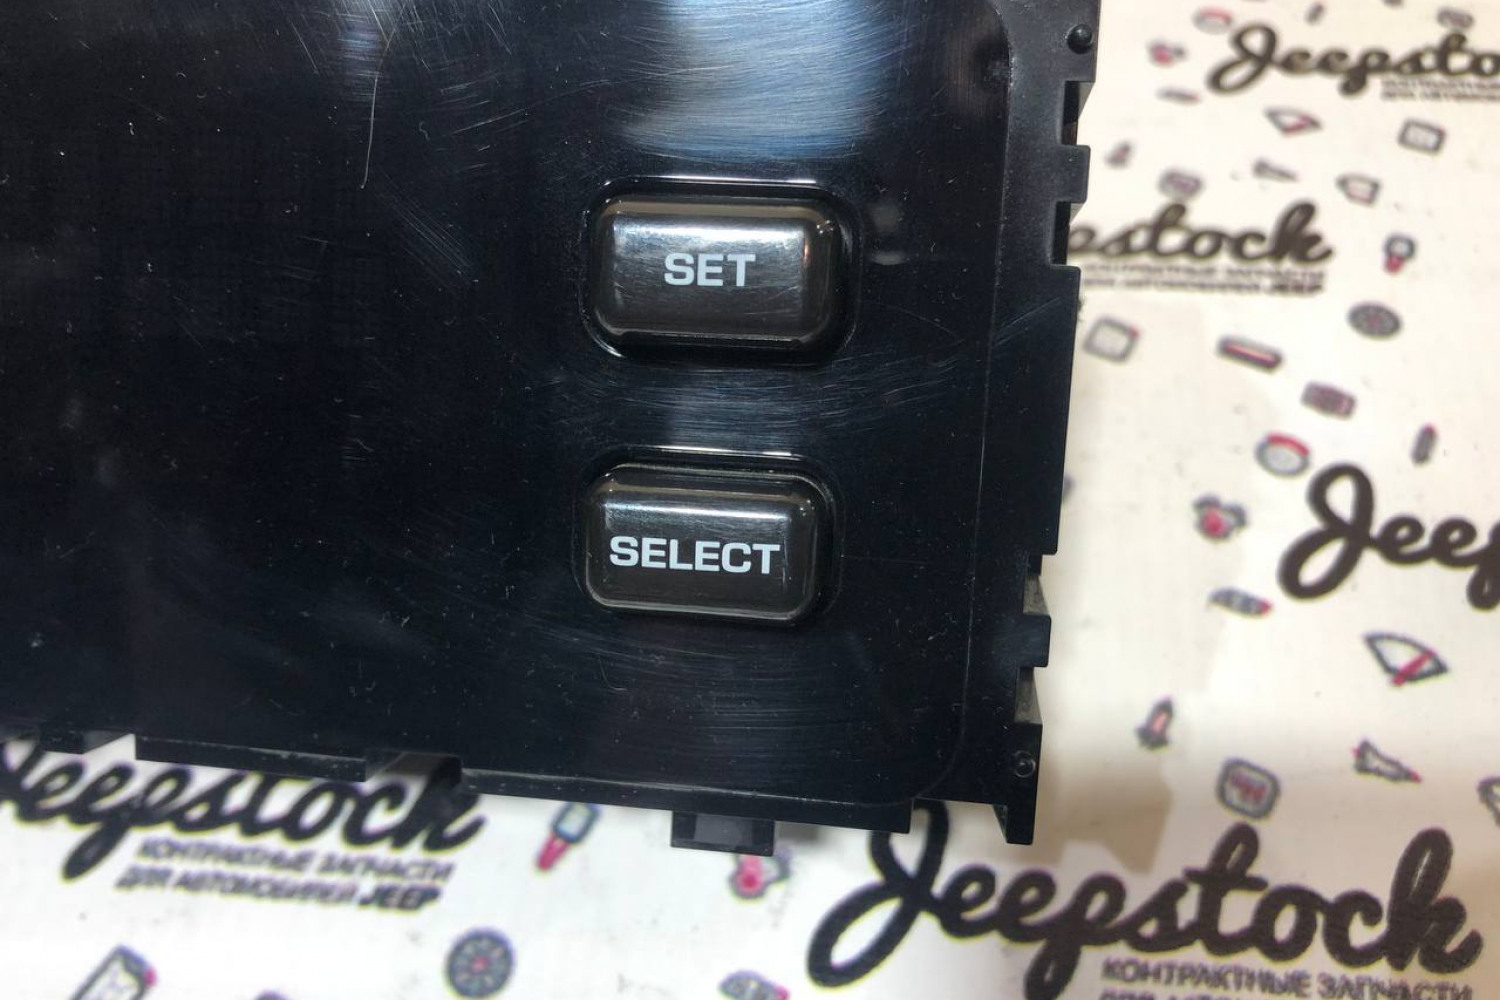 Jeepstock
SET
SELECT
Jeepstock
КОНТРАКТНЫЕ ЗАПЧАСТИ
ДЛЯ АВТОМОБИЛЕЙ JEEP
Jeepstock
КОНТРАКТНЫЕ ЗАПЧАСТИ